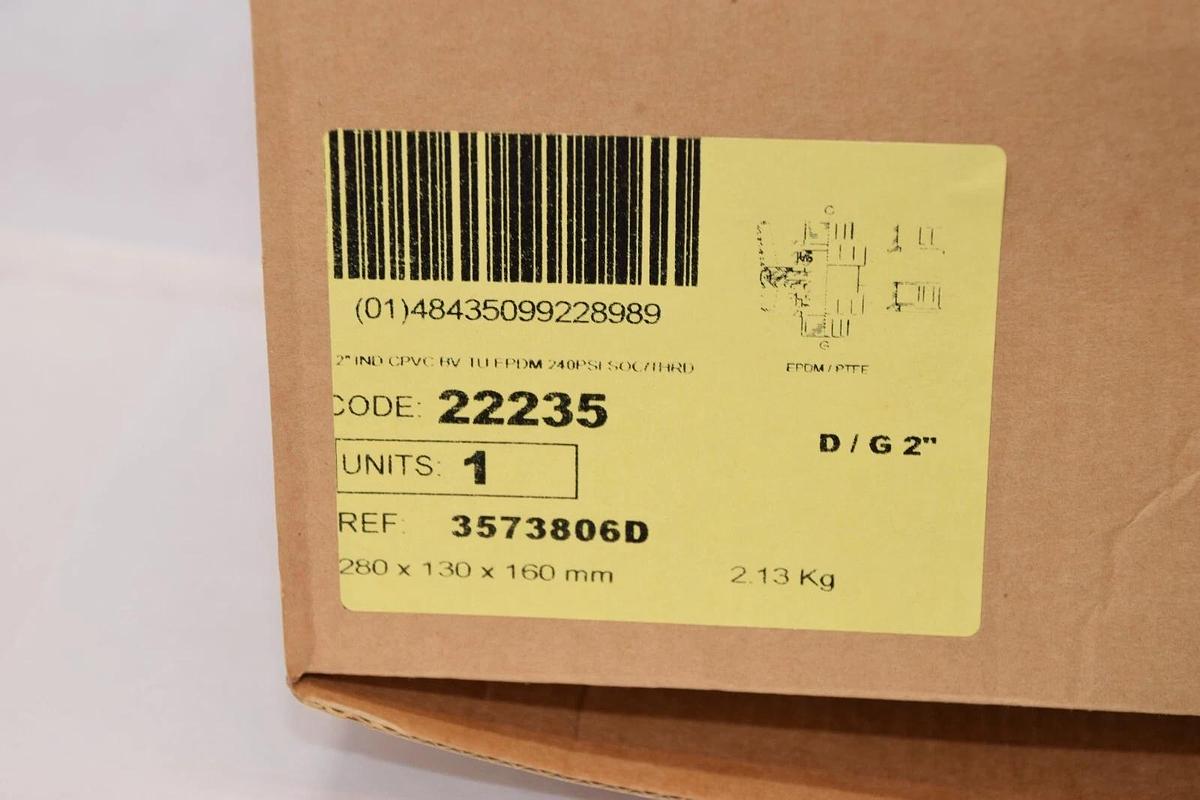 (01)48435099228989
2" IND CPVC BV TU EPDM 240PSI SOC/THRD
CODE: 22235
UNITS: 1
REF: 3573806D
280 x 130 x 160 mm
2.13 Kg
C
G
EPDM / PTFE
D / G 2"